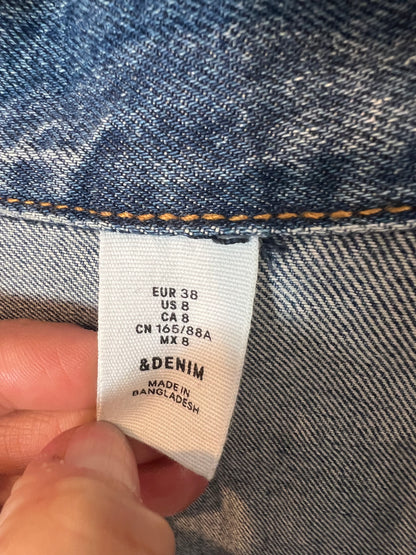 EUR 38
US 8
CA 8
CN 165/88A
MX 8
&DENIM
MADE IN
BANGLADESH